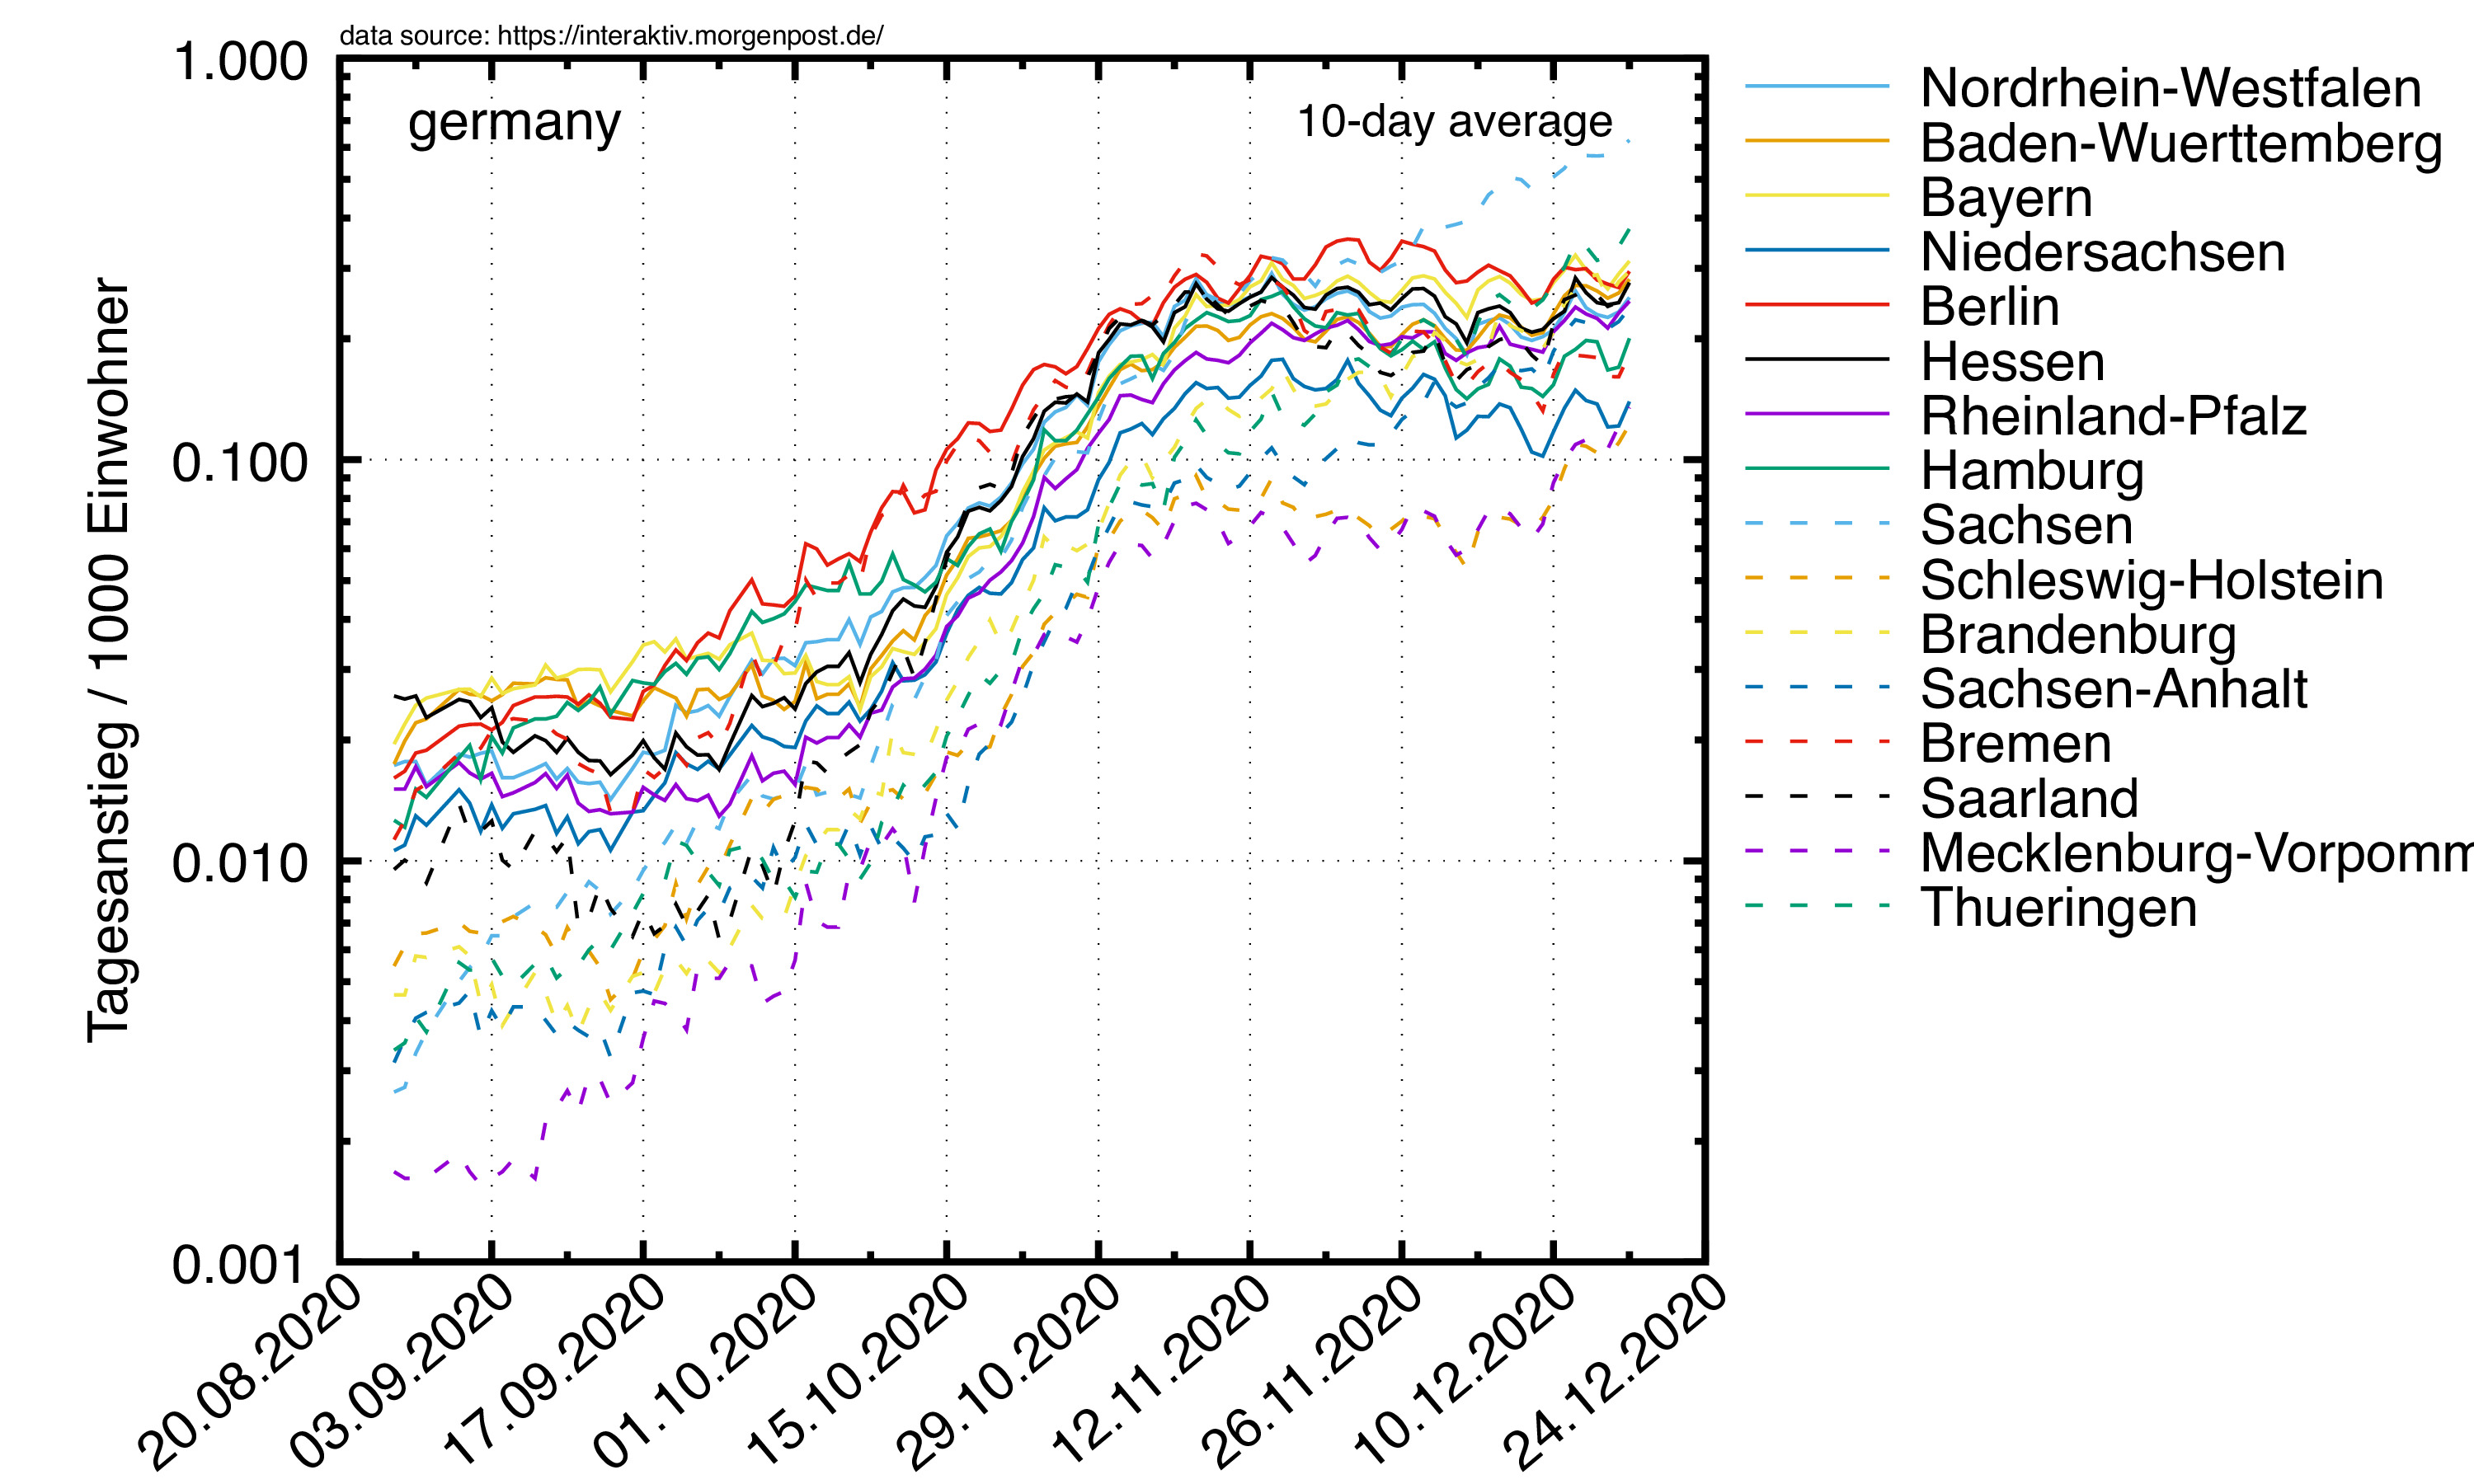 data source: https://interaktiv.morgenpost.de/
germany
10-day average
Tagesanstieg / 1000 Einwohner
1.000
0.100
0.010
0.001
20.08.2020
03.09.2020
17.09.2020
01.10.2020
15.10.2020
29.10.2020
12.11.2020
26.11.2020
10.12.2020
24.12.2020
Nordrhein-Westfalen
Baden-Wuerttemberg
Bayern
Niedersachsen
Berlin
Hessen
Rheinland-Pfalz
Hamburg
Sachsen
Schleswig-Holstein
Brandenburg
Sachsen-Anhalt
Bremen
Saarland
Mecklenburg-Vorpomm
Thueringen